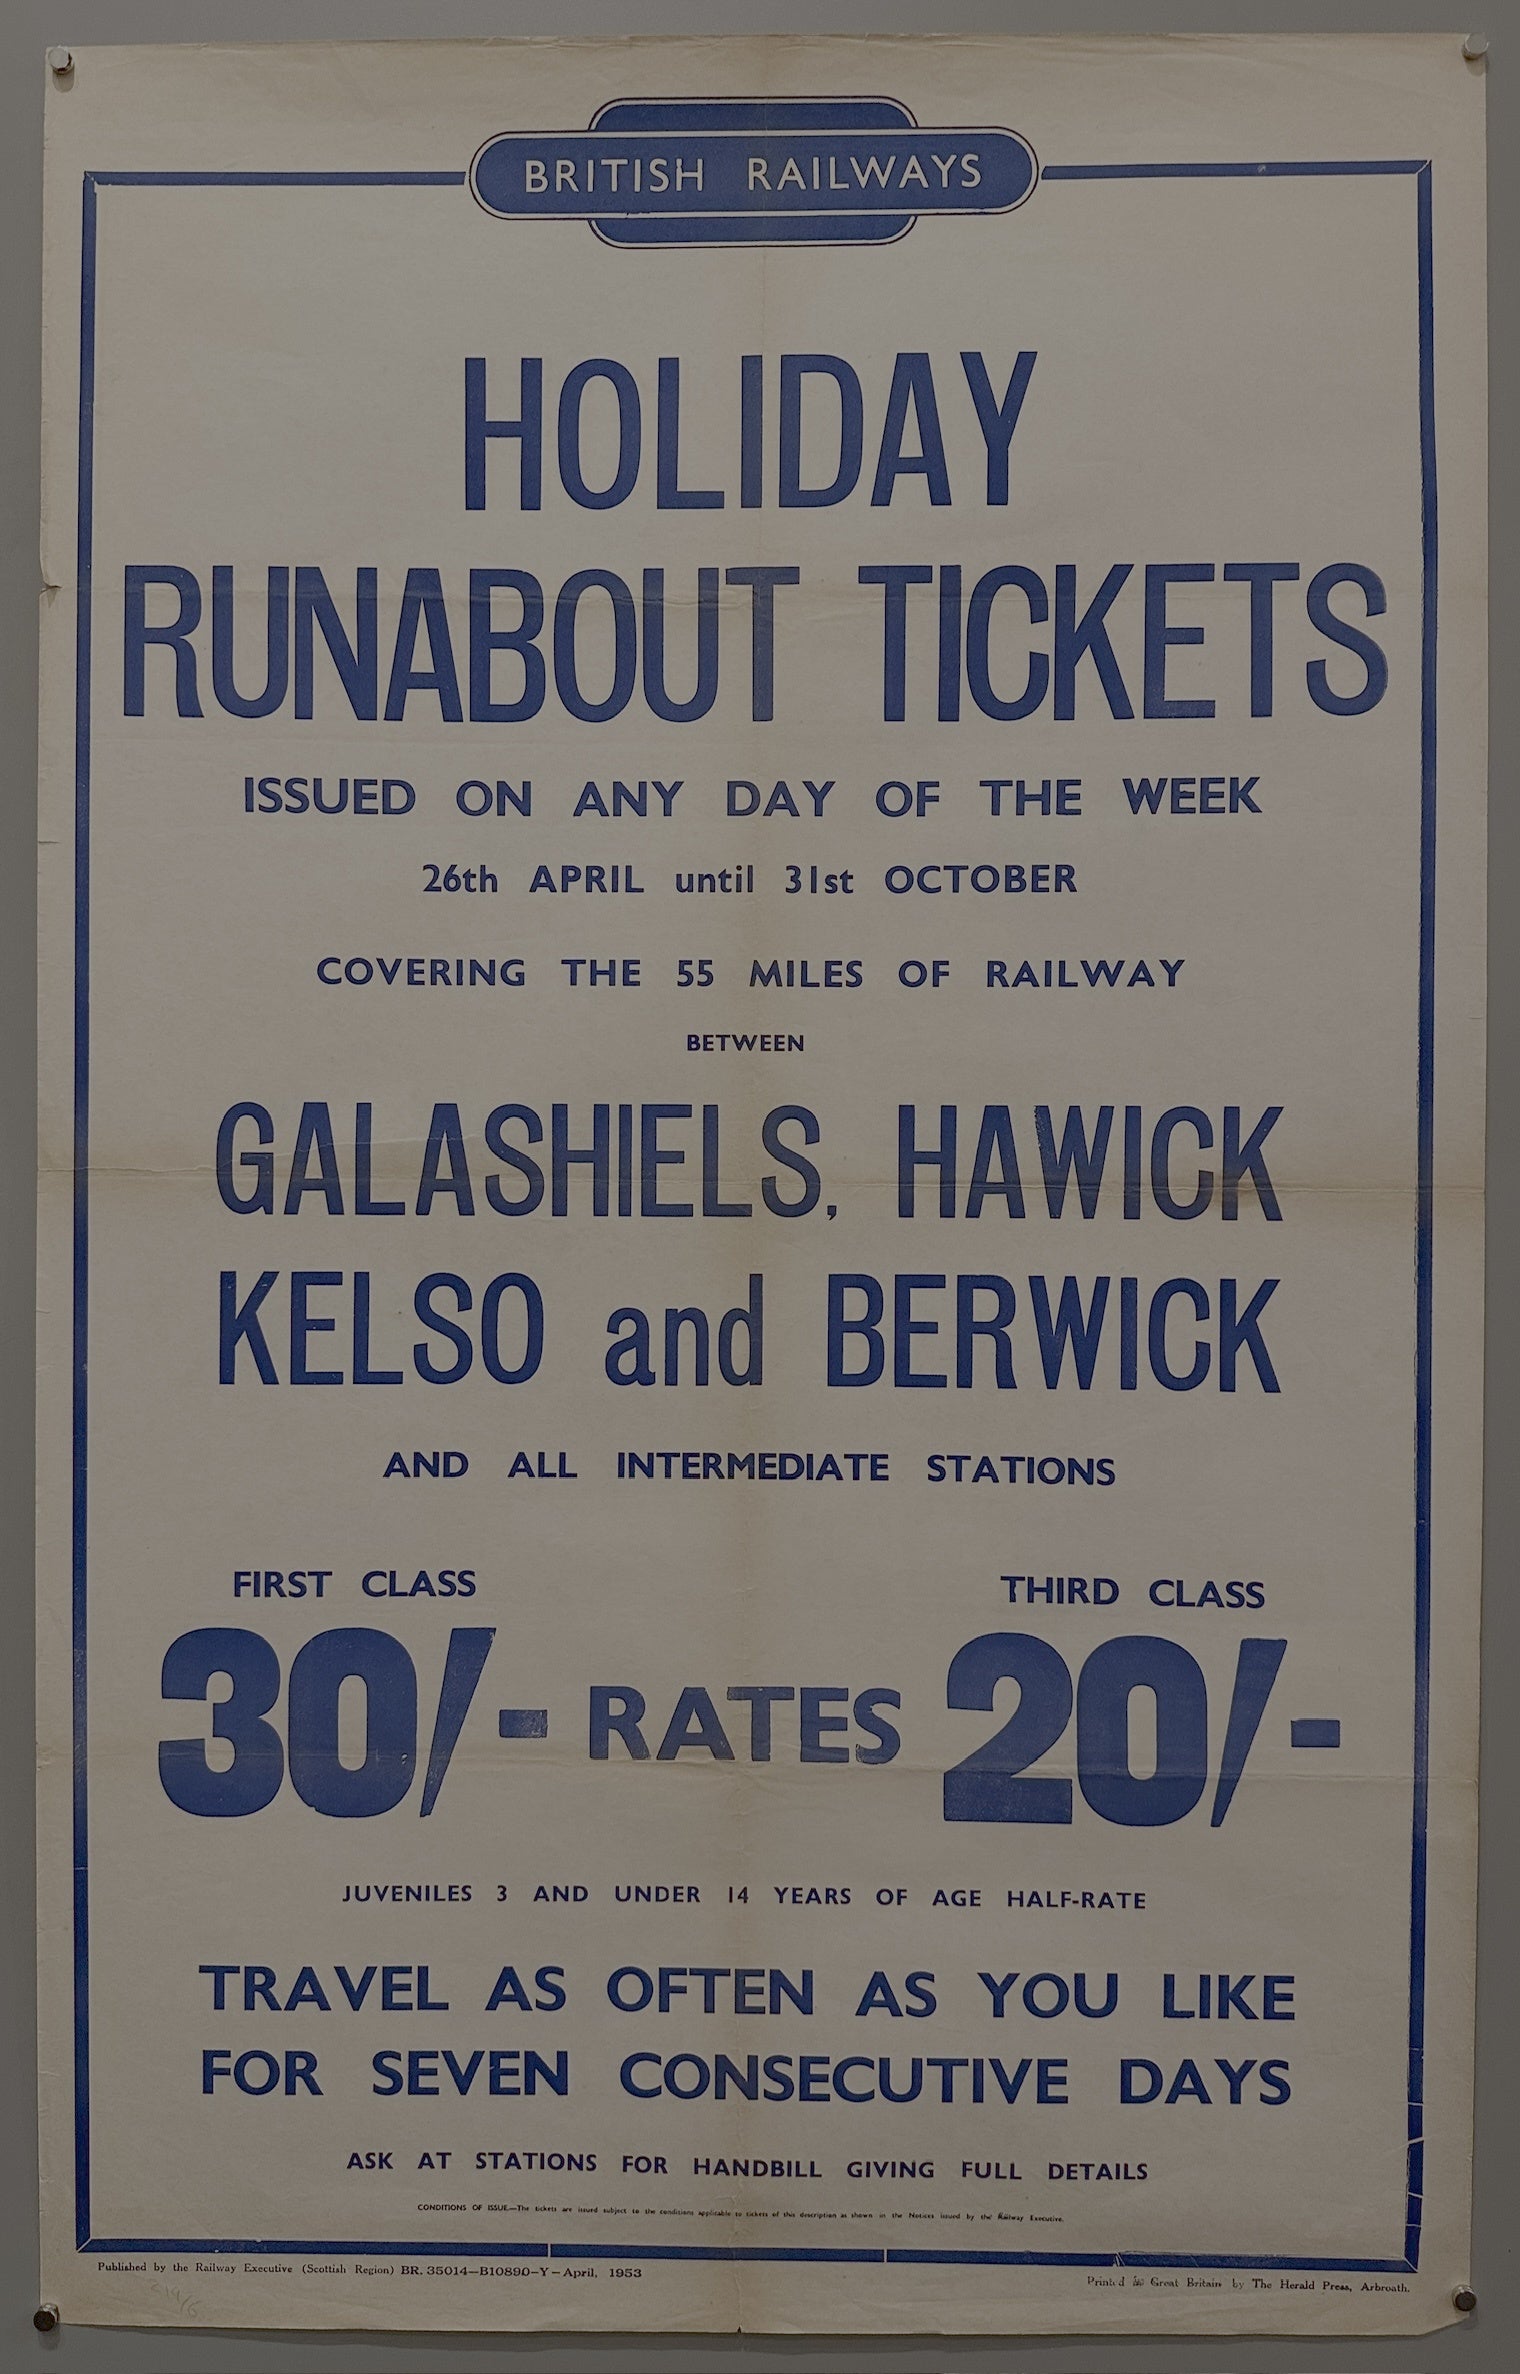 BRITISH RAILWAYS
HOLIDAY
RUNABOUT TICKETS
ISSUED ON ANY DAY OF THE WEEK
26th APRIL until 31st OCTOBER
COVERING THE 55 MILES OF RAILWAY
BETWEEN
GALASHIELS, HAWICK
KELSO and BERWICK
AND ALL INTERMEDIATE STATIONS
FIRST CLASS THIRD CLASS
30/- RATES 20/-
JUVENILES 3 AND UNDER 14 YEARS OF AGE HALF-RATE
TRAVEL AS OFTEN AS YOU LIKE
FOR SEVEN CONSECUTIVE DAYS
ASK AT STATIONS FOR HANDBILL GIVING FULL DETAILS
CONDITIONS OF ISSUE.—The tickets are issued subject to the conditions applicable to tickets of this description as shown in the Notices issued by the Railway Executive.
Published by the Railway Executive (Scottish Region) BR. 35014—B10890—Y—April, 1953
Printed in Great Britain by The Herald Press, Arbroath.